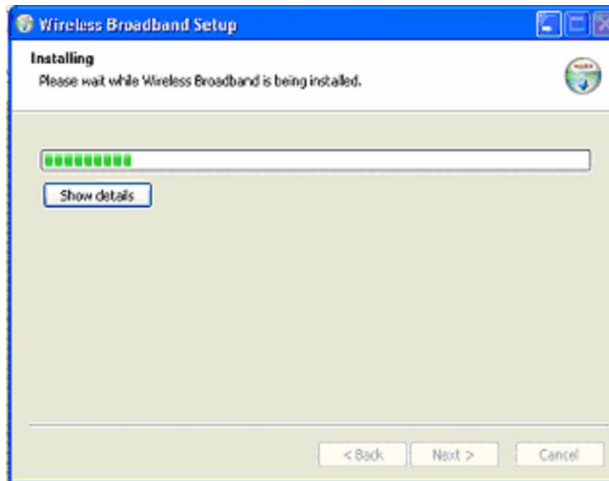 Wireless Broadband Setup
Installing
Please wait while Wireless Broadband is being installed.
Show details
< Back Next > Cancel